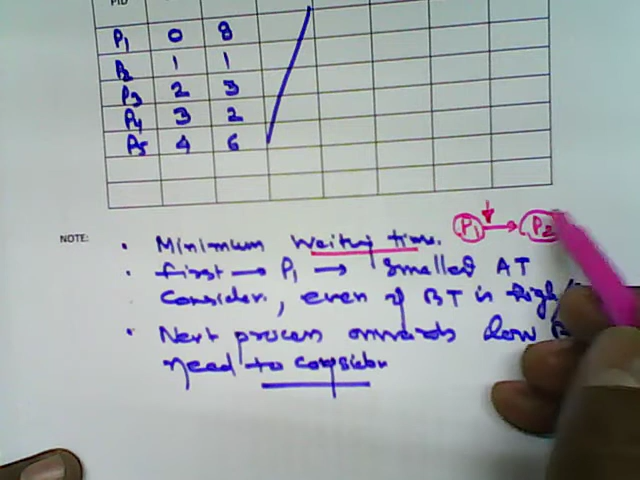 PID
P1 0 8
P2 1 1
P3 2 3
P4 3 2
P5 4 6
P1 → P2
NOTE: • Minimum Waiting time.
• first → P1 → Smalled AT
Consider, even if BT is high
• Next process onwards low B
need to consider